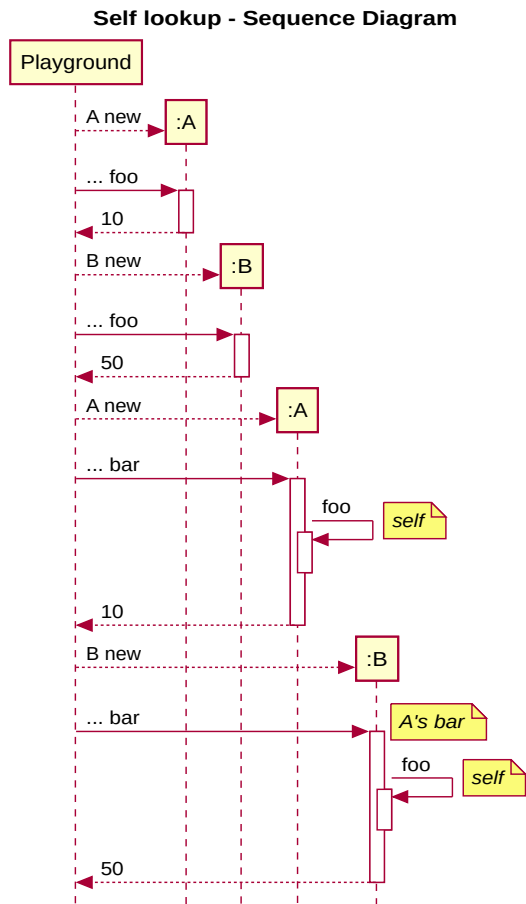 Self lookup - Sequence Diagram
Playground
A new
:A
... foo
10
B new
:B
... foo
50
A new
:A
... bar
foo
self
10
B new
:B
... bar
A's bar
foo
self
50